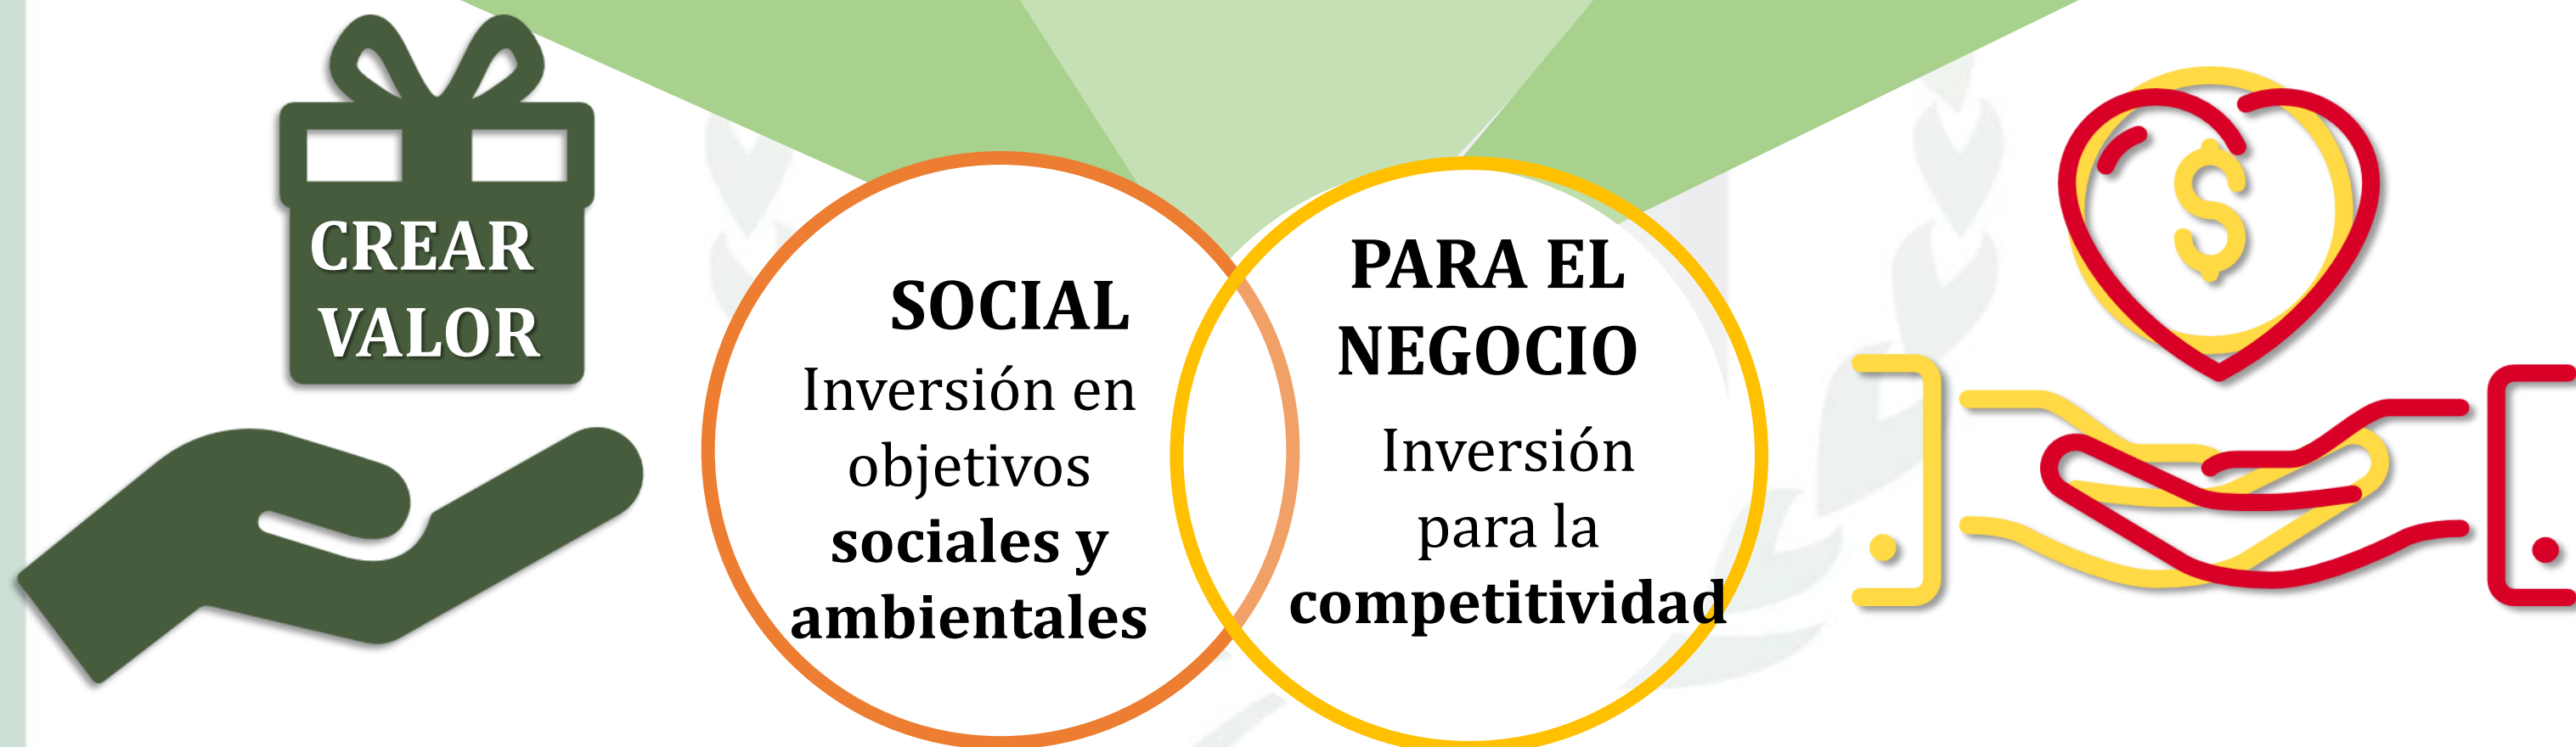 CREAR
VALOR
SOCIAL
Inversión en
objetivos
sociales y
ambientales
PARA EL
NEGOCIO
Inversión
para la
competitividad
$